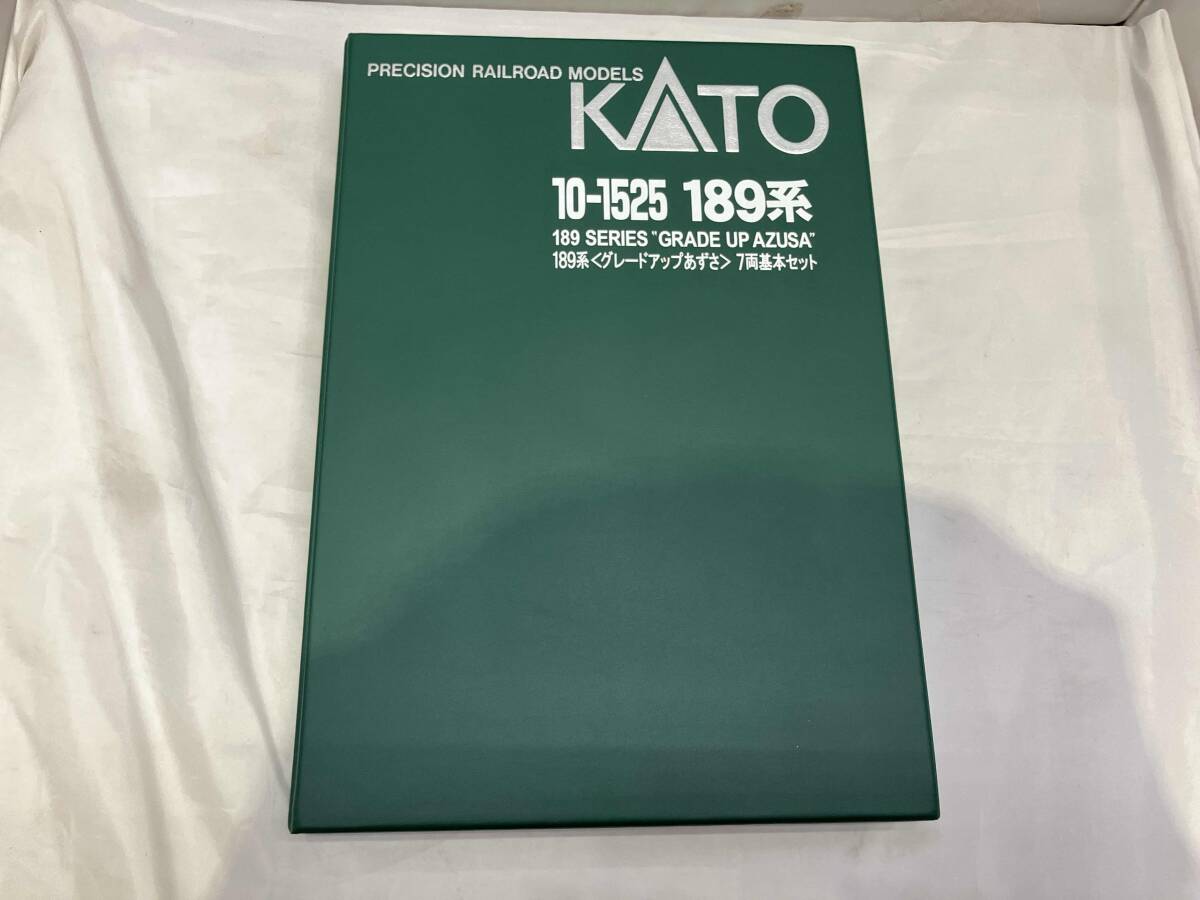 PRECISION RAILROAD MODELS
KATO
10-1525 189系
189 SERIES "GRADE UP AZUSA"
189系<グレードアップあずさ> 7両基本セット